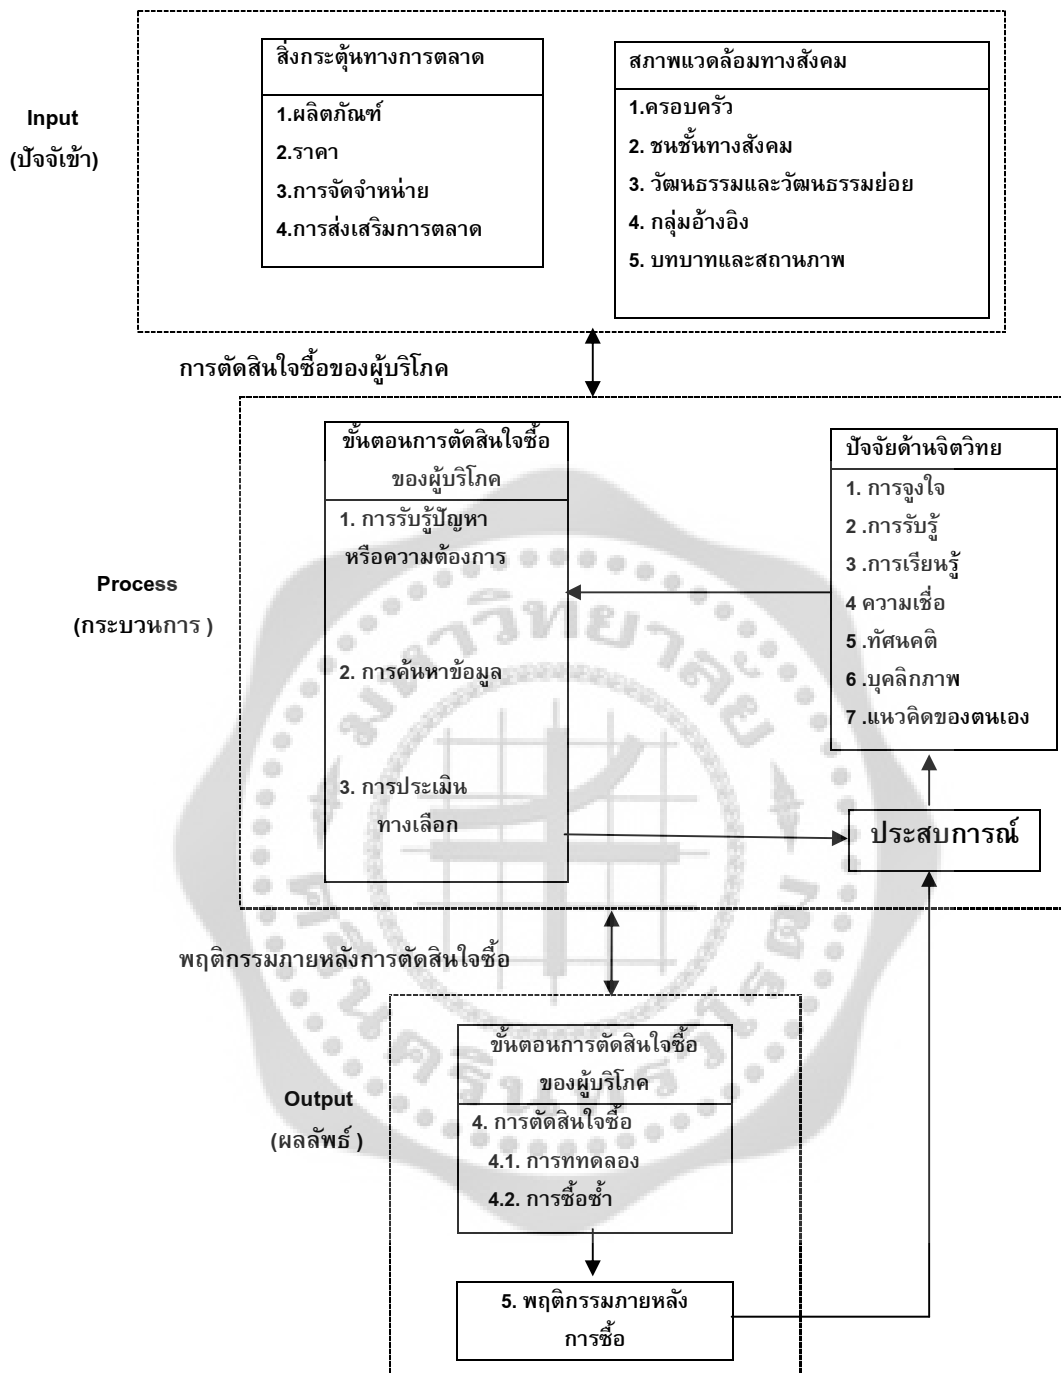 สิ่งกระตุ้นทางการตลาด
1.ผลิตภัณฑ์
2.ราคา
3.การจัดจำหน่าย
4.การส่งเสริมการตลาด
สภาพแวดล้อมทางสังคม
1.ครอบครัว
2. ชนชั้นทางสังคม
3. วัฒนธรรมและวัฒนธรรมย่อย
4. กลุ่มอ้างอิง
5. บทบาทและสถานภาพ
Input
(ปัจจัเข้า)
การตัดสินใจซื้อของผู้บริโภค
ขั้นตอนการตัดสินใจซื้อ
ของผู้บริโภค
1. การรับรู้ปัญหา
หรือความต้องการ
2. การค้นหาข้อมูล
3. การประเมิน
ทางเลือก
ปัจจัยด้านจิตวิทย
1. การจูงใจ
2 .การรับรู้
3 .การเรียนรู้
4 ความเชื่อ
5 .ทัศนคติ
6 .บุคลิกภาพ
7 .แนวคิดของตนเอง
Process
(กระบวนการ )
ประสบการณ์
พฤติกรรมภายหลังการตัดสินใจซื้อ
ขั้นตอนการตัดสินใจซื้อ
ของผู้บริโภค
4. การตัดสินใจซื้อ
4.1. การททดลอง
4.2. การซื้อซ้ำ
Output
(ผลลัพธ์ )
5. พฤติกรรมภายหลัง
การซื้อ
มหาวิทยาลัย
ศรีนครินทรวิโรฒ